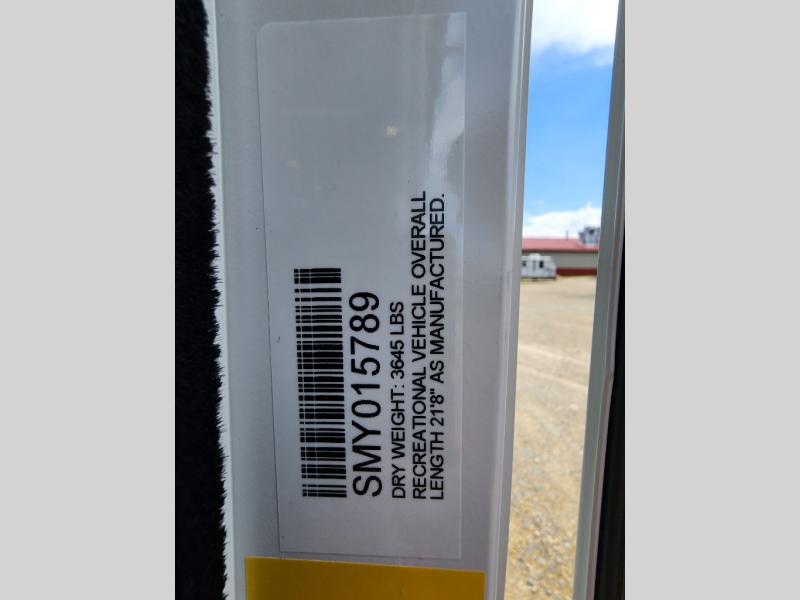 SMY015789
DRY WEIGHT: 3645 LBS
RECREATIONAL VEHICLE OVERALL
LENGTH 21'8" AS MANUFACTURED.